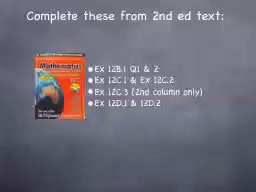 Complete these from 2nd ed text:
Mathematics
Ex 12B.1 Q1 & 2
Ex 12C.1 & Ex 12C.2
Ex 12C.3 (2nd column only)
Ex 12D.1 & 12D.2